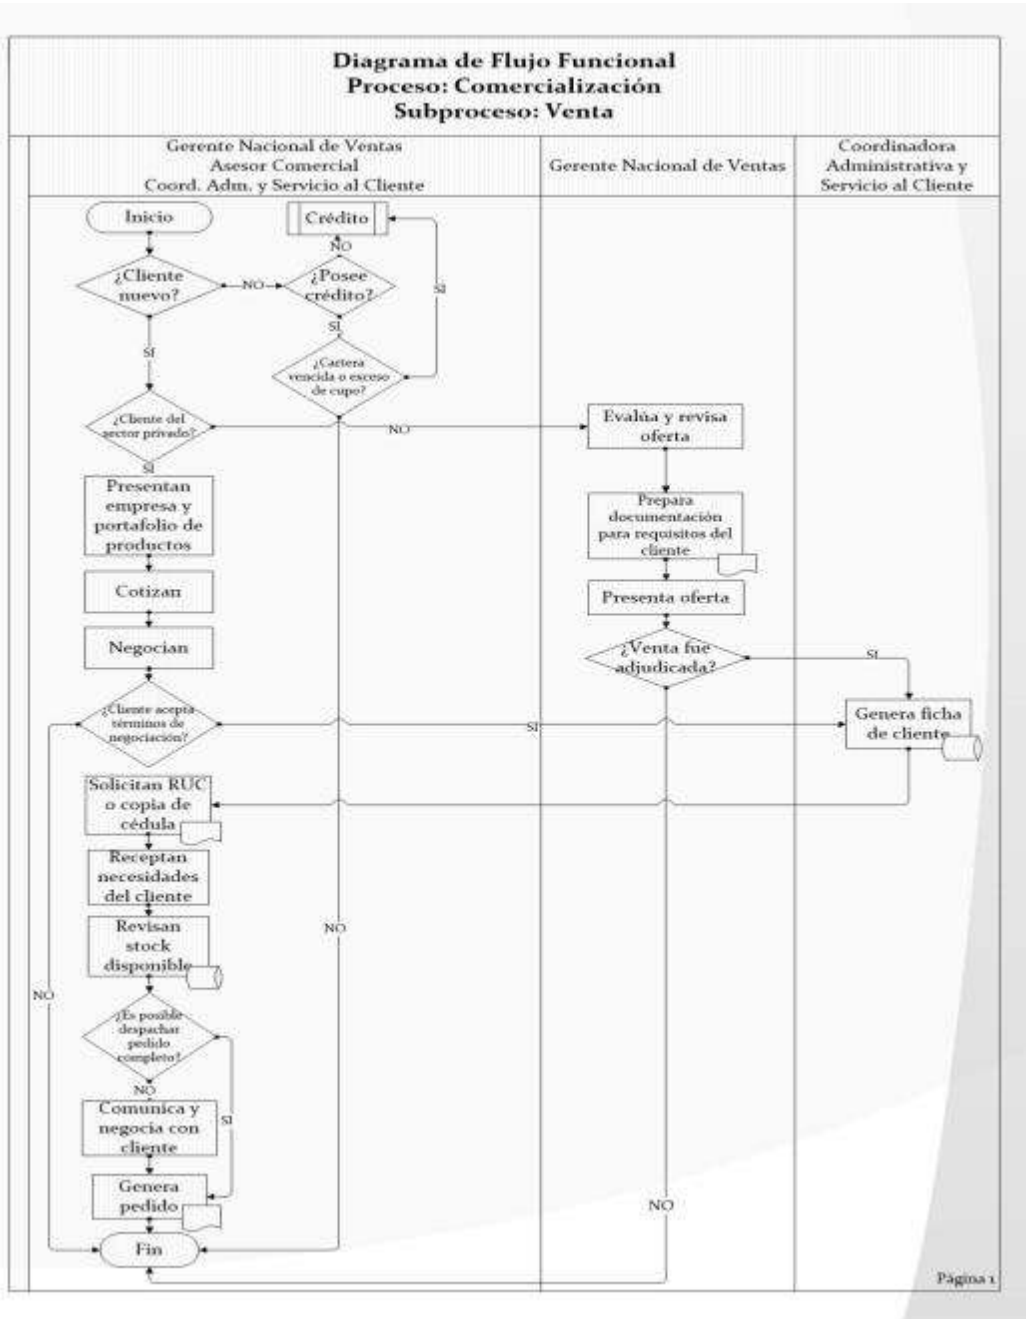 Diagrama de Flujo Funcional
Proceso: Comercialización
Subproceso: Venta
Gerente Nacional de Ventas
Asesor Comercial
Coord. Adm. y Servicio al Cliente
Gerente Nacional de Ventas
Coordinadora
Administrativa y
Servicio al Cliente
Inicio
Crédito
NO
¿Cliente
nuevo?
NO
¿Posee
crédito?
SI
SI
SI
¿Cartera
vencida o exceso
de cupo?
¿Cliente del
sector privado?
NO
Evalúa y revisa
oferta
SI
Presentan
empresa y
portafolio de
productos
Prepara
documentación
para requisitos del
cliente
Cotizan
Presenta oferta
Negocian
¿Venta fue
adjudicada?
SI
¿Cliente acepta
términos de
negociación?
SI
Genera ficha
de cliente
Solicitan RUC
o copia de
cédula
Receptan
necesidades
del cliente
Revisan
stock
disponible
NO
NO
¿Es posible
despachar
pedido
completo?
NO
SI
Comunica y
negocia con
cliente
Genera
pedido
NO
Fin
Página 1